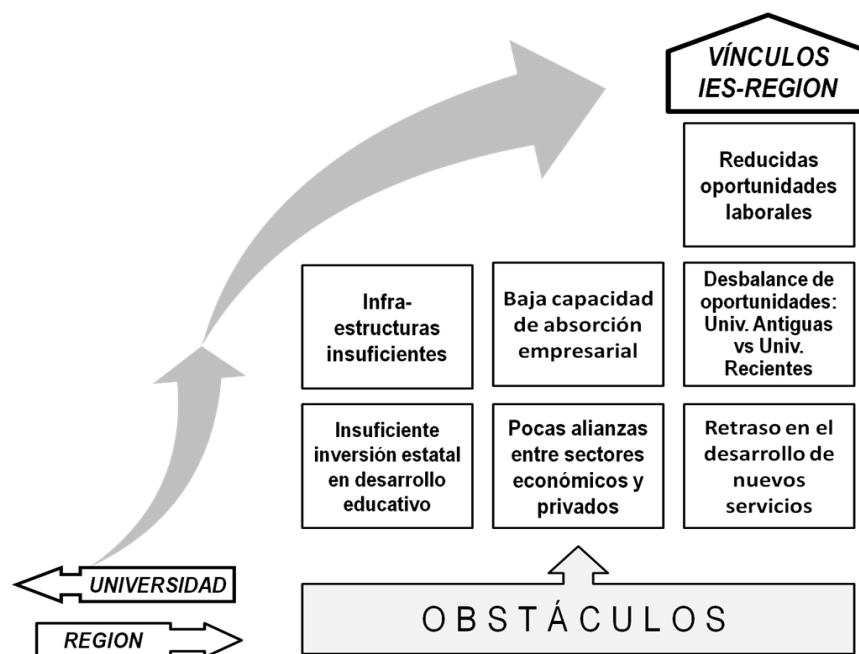 VÍNCULOS
IES-REGION
Reducidas
oportunidades
laborales
Infra-
estructuras
insuficientes
Baja capacidad
de absorción
empresarial
Desbalance de
oportunidades:
Univ. Antiguas
vs Univ.
Recientes
Insuficiente
inversión estatal
en desarrollo
educativo
Pocas alianzas
entre sectores
económicos y
privados
Retraso en el
desarrollo de
nuevos
servicios
UNIVERSIDAD
REGION
OBSTÁCULOS